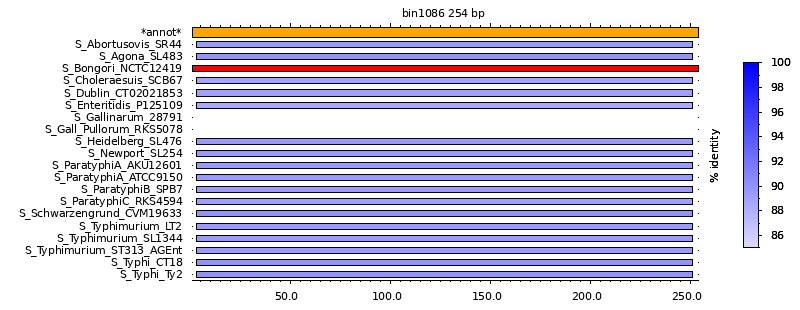 bin1086 254 bp
*annot*
S_Abortusovis_SR44
S_Agona_SL483
S_Bongori_NCTC12419
S_Choleraesuis_SCB67
S_Dublin_CT02021853
S_Enteritidis_P125109
S_Gallinarum_28791
S_Gall_Pullorum_RKS5078
S_Heidelberg_SL476
S_Newport_SL254
S_ParatyphiA_AKU12601
S_ParatyphiA_ATCC9150
S_ParatyphiB_SPB7
S_ParatyphiC_RKS4594
S_Schwarzengrund_CVM19633
S_Typhimurium_LT2
S_Typhimurium_SL1344
S_Typhimurium_ST313_AGEnt
S_Typhi_CT18
S_Typhi_Ty2
50.0 100.0 150.0 200.0 250.0
% identity
100
98
96
94
92
90
88
86